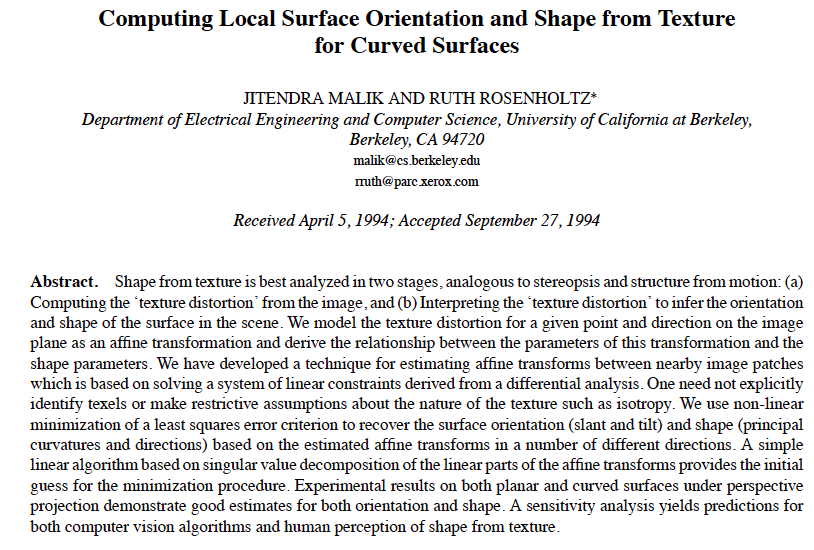 Computing Local Surface Orientation and Shape from Texture
for Curved Surfaces
JITENDRA MALIK AND RUTH ROSENHOLTZ*
Department of Electrical Engineering and Computer Science, University of California at Berkeley,
Berkeley, CA 94720
malik@cs.berkeley.edu
rruth@parc.xerox.com
Received April 5, 1994; Accepted September 27, 1994
Abstract. Shape from texture is best analyzed in two stages, analogous to stereopsis and structure from motion: (a)
Computing the ‘texture distortion’ from the image, and (b) Interpreting the ‘texture distortion’ to infer the orientation
and shape of the surface in the scene. We model the texture distortion for a given point and direction on the image
plane as an affine transformation and derive the relationship between the parameters of this transformation and the
shape parameters. We have developed a technique for estimating affine transforms between nearby image patches
which is based on solving a system of linear constraints derived from a differential analysis. One need not explicitly
identify texels or make restrictive assumptions about the nature of the texture such as isotropy. We use non-linear
minimization of a least squares error criterion to recover the surface orientation (slant and tilt) and shape (principal
curvatures and directions) based on the estimated affine transforms in a number of different directions. A simple
linear algorithm based on singular value decomposition of the linear parts of the affine transforms provides the initial
guess for the minimization procedure. Experimental results on both planar and curved surfaces under perspective
projection demonstrate good estimates for both orientation and shape. A sensitivity analysis yields predictions for
both computer vision algorithms and human perception of shape from texture.